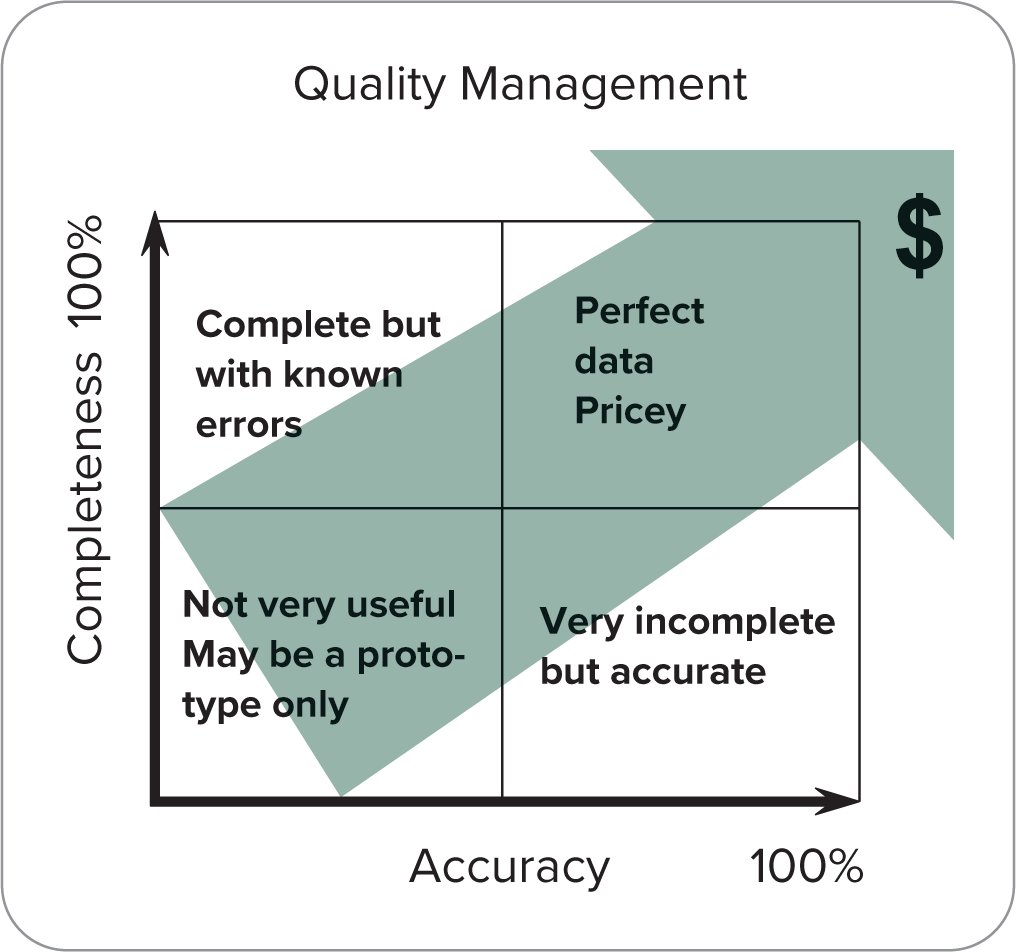 Quality Management
$
Completeness 100%
Complete but
with known
errors
Perfect
data
Pricey
Not very useful
May be a proto-
type only
Very incomplete
but accurate
Accuracy 100%